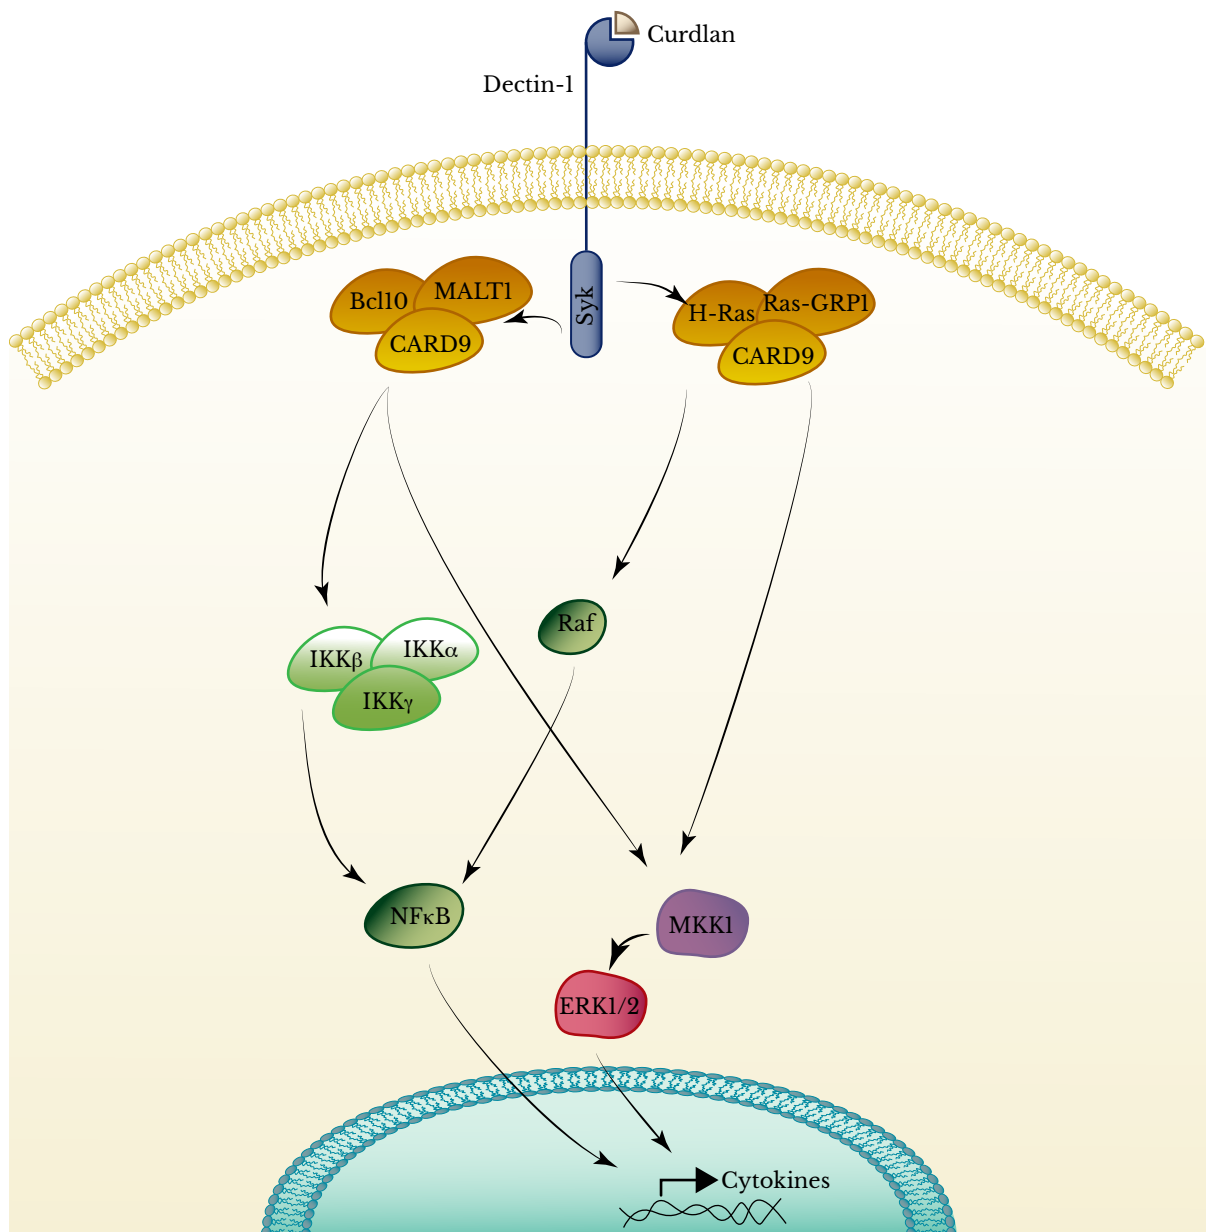 Curdlan
Dectin-1
Syk
Bcl10
MALT1
CARD9
H-Ras
Ras-GRP1
CARD9
Raf
IKKβ
IKKα
IKKγ
NFκB
MKK1
ERK1/2
Cytokines